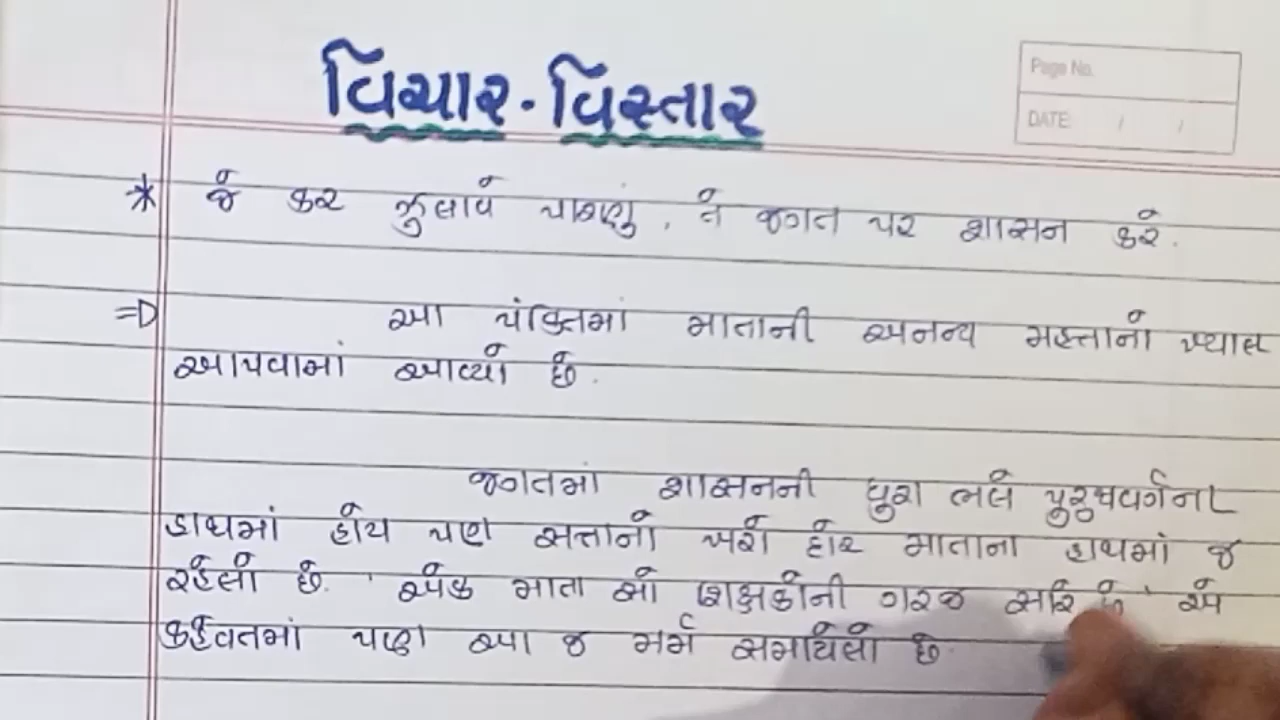 વિચાર-વિસ્તાર
Page No.
DATE: / /
* જે કર ઝુલાવે પારણું, તે જગત પર શાસન કરે.
⇒ આ પંક્તિમાં માતાની અનન્ય મહત્તાનો ખ્યાલ
આપવામાં આવ્યો છે.
જગતમાં શાસનની ધુરા ભલે પુરુષવર્ગના
હાથમાં હોય પણ સત્તાનો ખરો દોર માતાના હાથમાં જ
રહેલો છે. 'એક માતા સો શિક્ષકોની ગરજ સારે છે' એ
કહેવતમાં પણ આ જ મર્મ સમાયેલો છે.